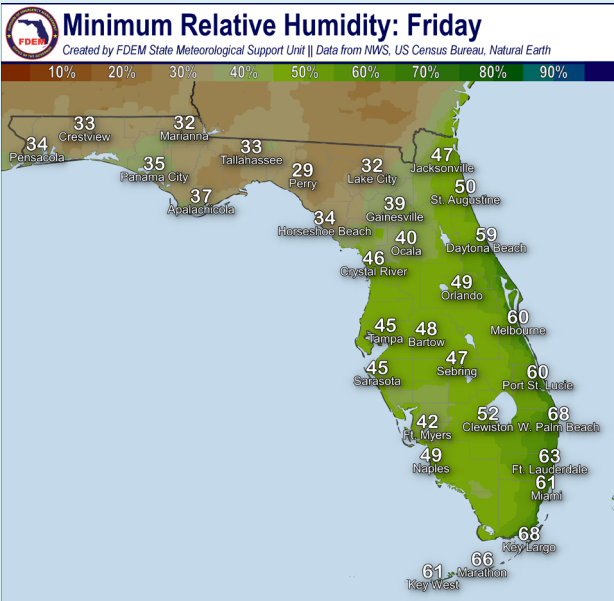 Minimum Relative Humidity: Friday
FDEM
Created by FDEM State Meteorological Support Unit || Data from NWS, US Census Bureau, Natural Earth
10% 20% 30% 40% 50% 60% 70% 80% 90%
33
Crestview
32
Marianna
34
Pensacola
33
Tallahassee
47
Jacksonville
35
Panama City
29
Perry
32
Lake City
50
St. Augustine
37
Apalachicola
39
Gainesville
34
Horseshoe Beach
40
Ocala
59
Daytona Beach
46
Crystal River
49
Orlando
60
Melbourne
45
Tampa
48
Bartow
47
Sebring
45
Sarasota
60
Port St. Lucie
42
Ft. Myers
52
Clewiston
68
W. Palm Beach
49
Naples
63
Ft. Lauderdale
61
Miami
68
Key Largo
66
Marathon
61
Key West